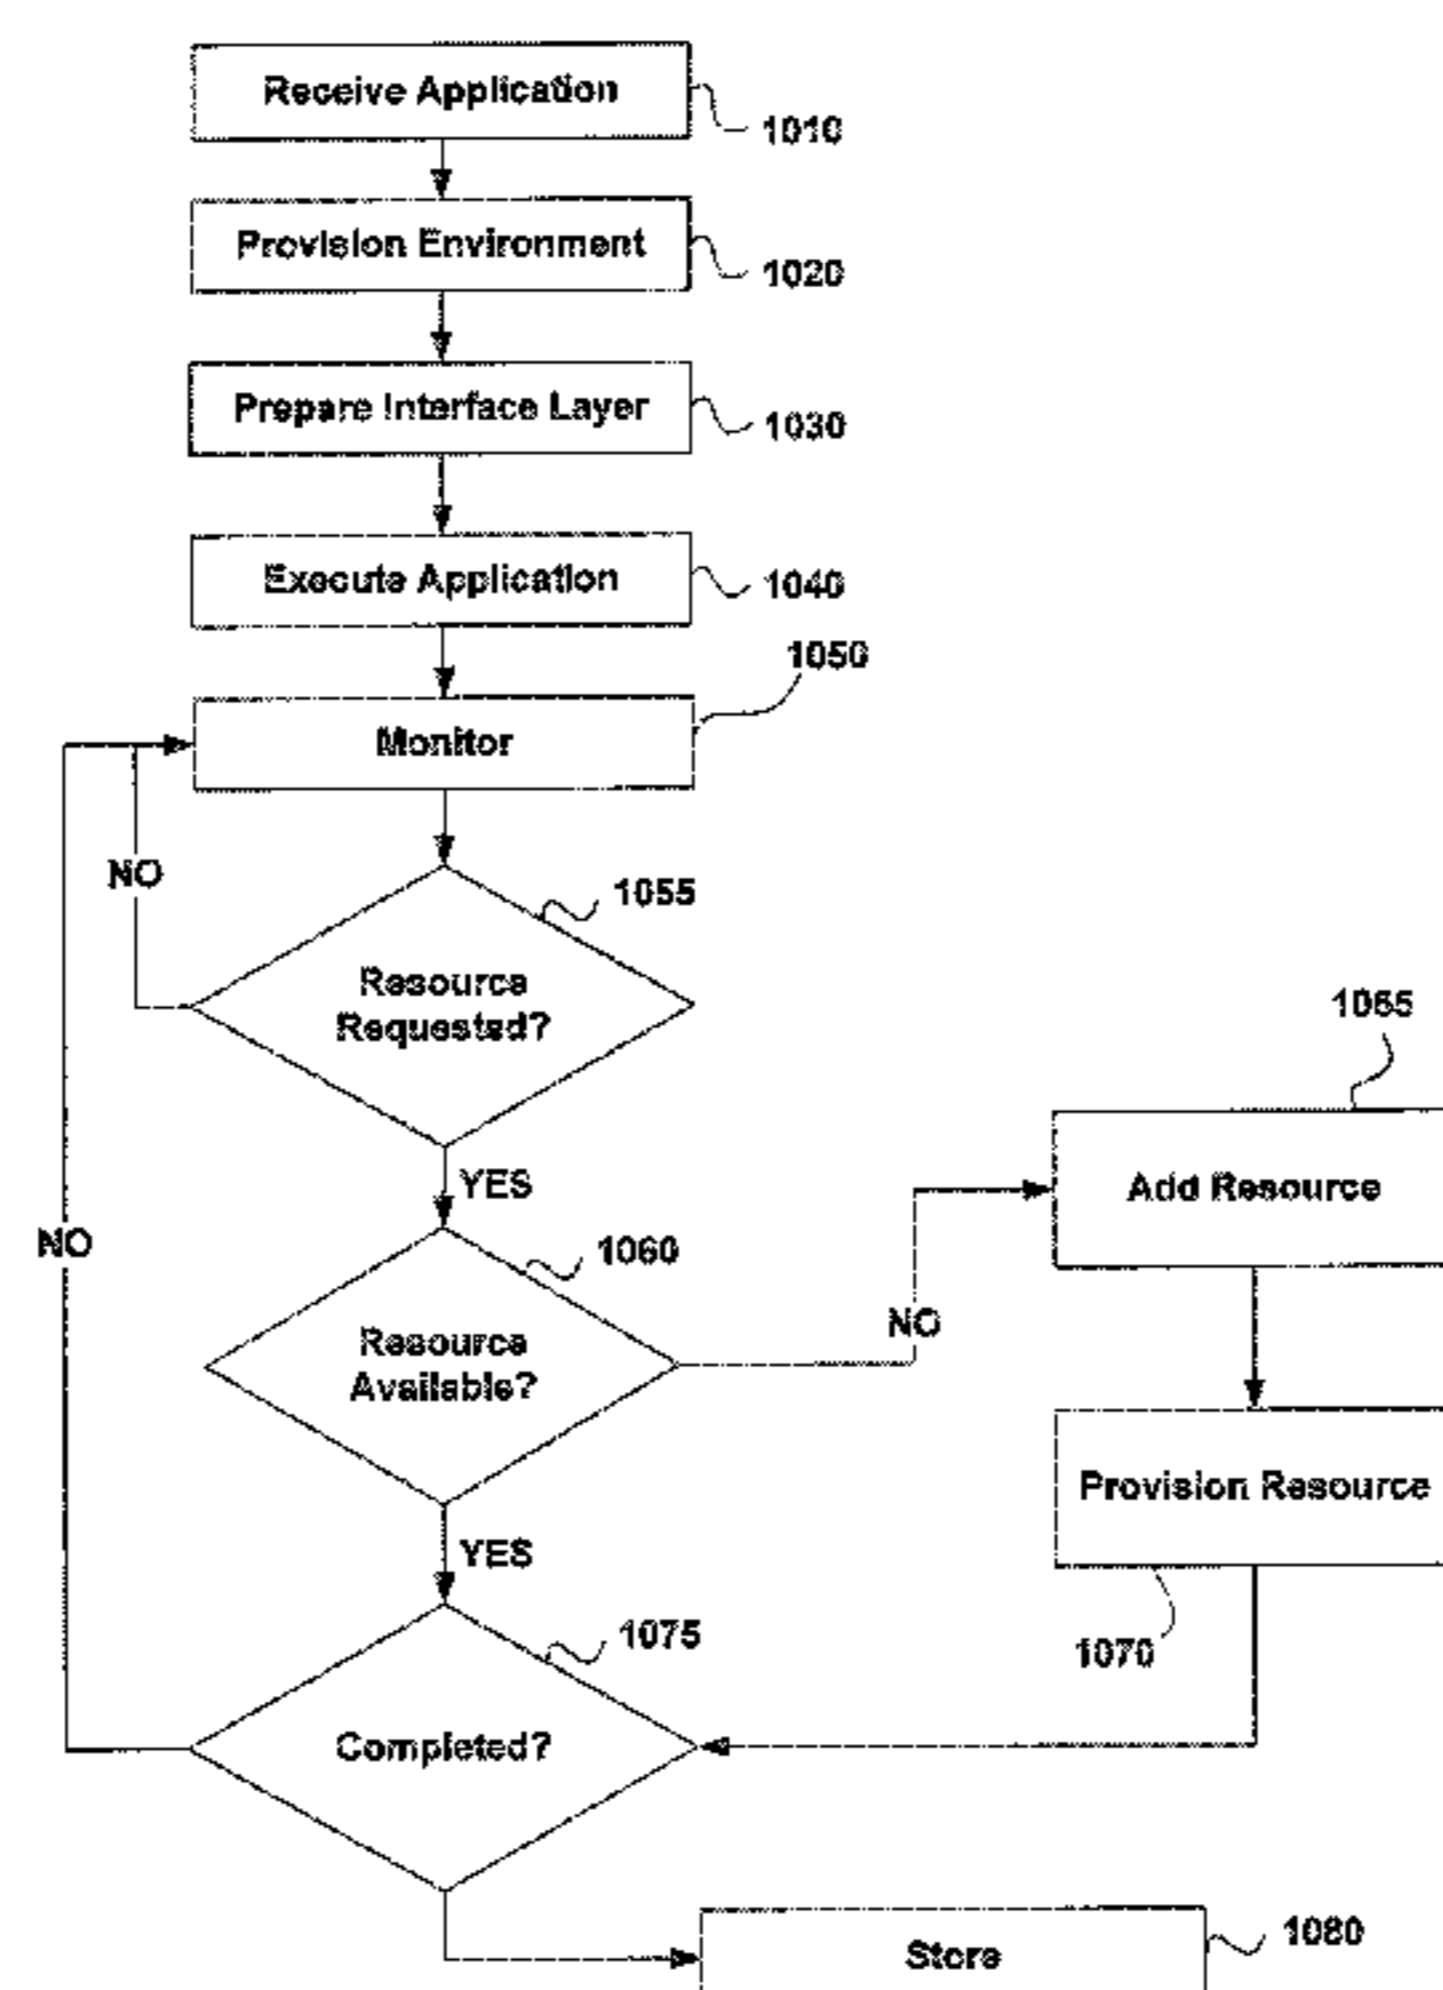 Receive Application
1010
Provision Environment
1020
Prepare Interface Layer
1030
Execute Application
1040
1050
Monitor
NO
1055
Resource
Requested?
1065
YES
Add Resource
NO
1060
NO
Resource
Available?
Provision Resource
YES
1075
1070
Completed?
1080
Store